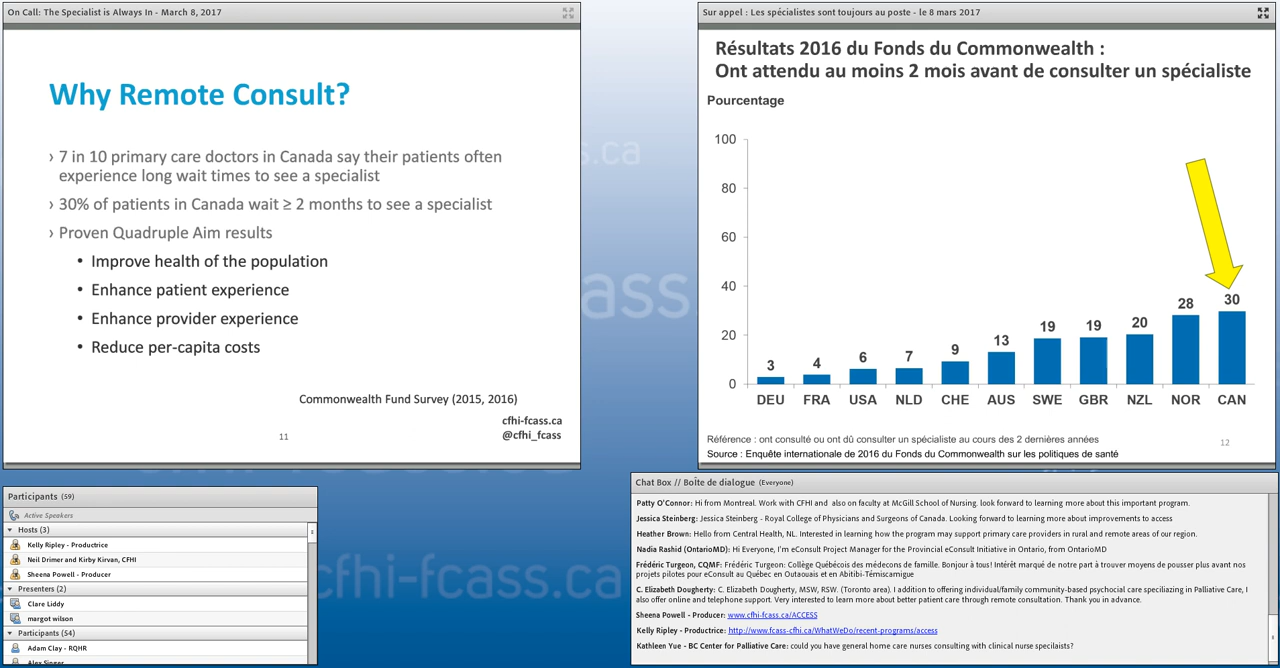 On Call: The Specialist is Always In - March 8, 2017
Why Remote Consult?
› 7 in 10 primary care doctors in Canada say their patients often
experience long wait times to see a specialist
› 30% of patients in Canada wait ≥ 2 months to see a specialist
› Proven Quadruple Aim results
• Improve health of the population
• Enhance patient experience
• Enhance provider experience
• Reduce per-capita costs
Commonwealth Fund Survey (2015, 2016)
cfhi-fcass.ca
11
@cfhi_fcass
Sur appel : Les spécialistes sont toujours au poste - le 8 mars 2017
Résultats 2016 du Fonds du Commonwealth :
Ont attendu au moins 2 mois avant de consulter un spécialiste
Pourcentage
100
80
60
40
20
0
3 4 6 7 9 13 19 19 20 28 30
DEU FRA USA NLD CHE AUS SWE GBR NZL NOR CAN
Référence : ont consulté ou ont dû consulter un spécialiste au cours des 2 dernières années
12
Source : Enquête internationale de 2016 du Fonds du Commonwealth sur les politiques de santé
Participants (59)
Active Speakers
Hosts (3)
Kelly Ripley - Productrice
Neil Drimer and Kirby Kirvan, CFHI
Sheena Powell - Producer
Presenters (2)
Clare Liddy
margot wilson
Participants (54)
Adam Clay - RQHR
Alex Singer
Chat Box // Boîte de dialogue (Everyone)
Patty O'Connor: Hi from Montreal. Work with CFHI and also on faculty at McGill School of Nursing. look forward to learning more about this important program.
Jessica Steinberg: Jessica Steinberg - Royal College of Physicians and Surgeons of Canada. Looking forward to learning more about improvements to access
Heather Brown: Hello from Central Health, NL. Interested in learning how the program may support primary care providers in rural and remote areas of our region.
Nadia Rashid (OntarioMD): Hi Everyone, I'm eConsult Project Manager for the Provincial eConsult Initiative in Ontario, from OntarioMD
Frédéric Turgeon, CQMF: Frédéric Turgeon: Collège Québécois des médecons de famille. Bonjour à tous! Intérêt marqué de notre part à trouver moyens de pousser plus avant nos
projets pilotes pour eConsult au Québec en Outaouais et en Abitibi-Témiscamigue
C. Elizabeth Dougherty: C. Elizabeth Dougherty, MSW, RSW. (Toronto area). I addition to offering individual/family community-based psychoscial care speciailizing in Palliative Care, I
also offer online and telephone support. Very interested to learn more about better patient care through remote consultation. Thank you in advance.
Sheena Powell - Producer: www.cfhi-fcass.ca/ACCESS
Kelly Ripley - Productrice: http://www.fcass-cfhi.ca/WhatWeDo/recent-programs/access
Kathleen Yue - BC Center for Palliative Care: could you have general home care nurses consulting with clinical nurse specilaists?
s.ca
ass.
cfhi-fcass.ca